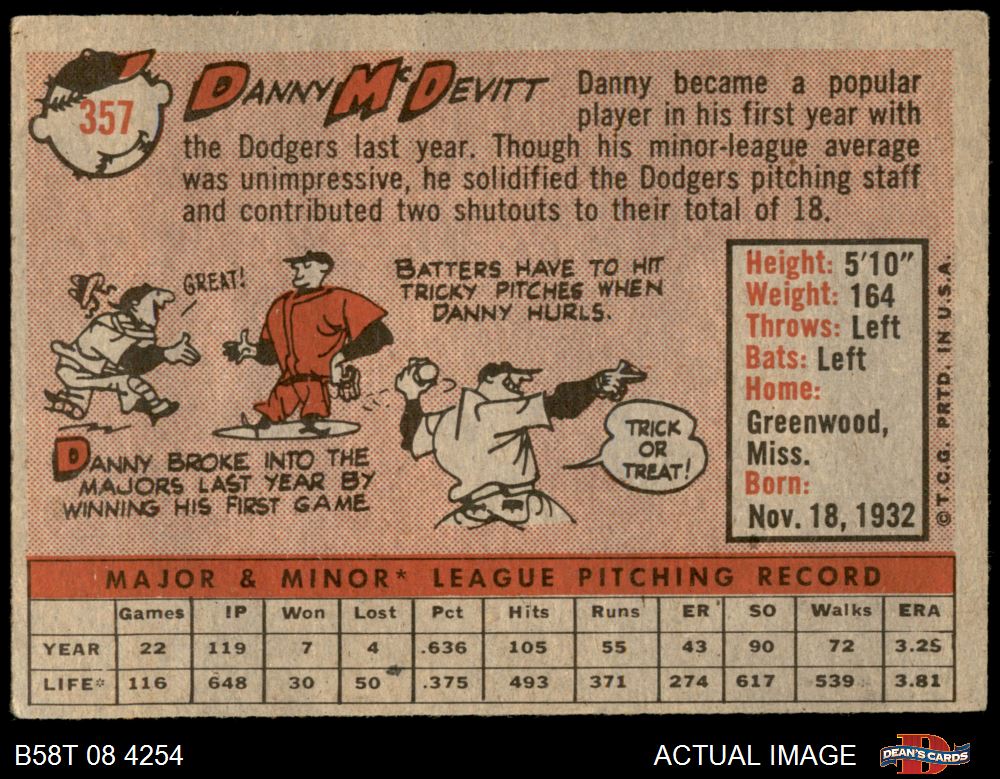 357
DANNY McDEVITT
Danny became a popular
player in his first year with
the Dodgers last year. Though his minor-league average
was unimpressive, he solidified the Dodgers pitching staff
and contributed two shutouts to their total of 18.
GREAT!
DANNY BROKE INTO THE
MAJORS LAST YEAR BY
WINNING HIS FIRST GAME
BATTERS HAVE TO HIT
TRICKY PITCHES WHEN
DANNY HURLS.
TRICK
OR
TREAT!
Height: 5'10"
Weight: 164
Throws: Left
Bats: Left
Home:
Greenwood,
Miss.
Born:
Nov. 18, 1932
© T.C.G. PRTD. IN U.S.A.
MAJOR & MINOR* LEAGUE PITCHING RECORD
Games IP Won Lost Pct Hits Runs ER SO Walks ERA
YEAR 22 119 7 4 .636 105 55 43 90 72 3.25
LIFE* 116 648 30 50 .375 493 371 274 617 539 3.81
B58T 08 4254
ACTUAL IMAGE
D
DEAN'S CARDS